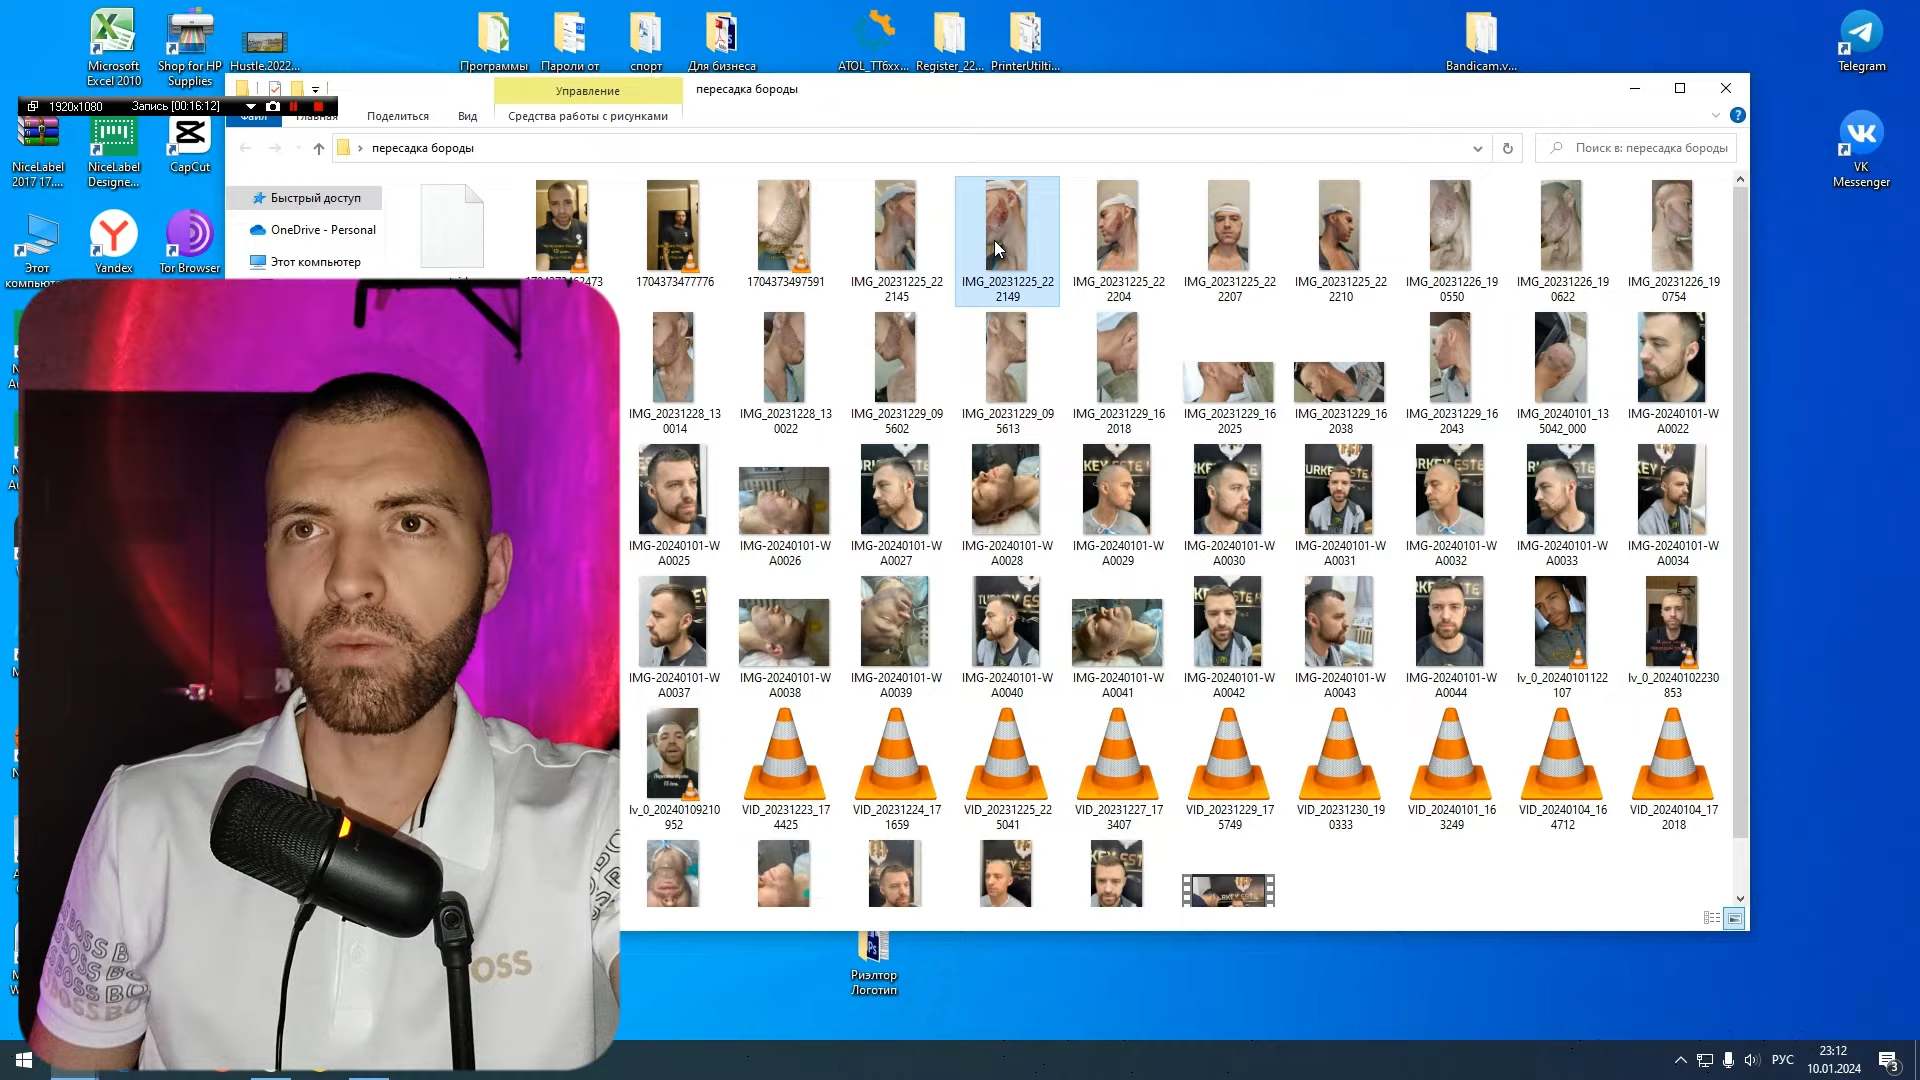 Microsoft
Excel 2010
Shop for HP
Supplies
Hustle.2022...
Программы
Пароли от
спорт
Для бизнеса
ATOL_TT6xx...
Register_22...
PrinterUtilti...
Bandicam.v...
Telegram
1920x1080
Запись [00:16:12]
Управление
пересадка бороды
Файл
Главная
Поделиться
Вид
Средства работы с рисунками
пересадка бороды
Поиск в: пересадка бороды
NiceLabel
2017 17....
NiceLabel
Designe...
CapCut
VK
Messenger
Быстрый доступ
OneDrive - Personal
Этот компьютер
Этот
Yandex
Tor Browser
1704373477776
1704373497591
IMG_20231225_22
2145
IMG_20231225_22
2149
IMG_20231225_22
2204
IMG_20231225_22
2207
IMG_20231225_22
2210
IMG_20231226_19
0550
IMG_20231226_19
0622
IMG_20231226_19
0754
IMG_20231228_13
0014
IMG_20231228_13
0022
IMG_20231229_09
5602
IMG_20231229_09
5613
IMG_20231229_16
2018
IMG_20231229_16
2025
IMG_20231229_16
2038
IMG_20231229_16
2043
IMG_20240101_13
5042_000
IMG-20240101-W
A0022
IMG-20240101-W
A0025
IMG-20240101-W
A0026
IMG-20240101-W
A0027
IMG-20240101-W
A0028
IMG-20240101-W
A0029
IMG-20240101-W
A0030
IMG-20240101-W
A0031
IMG-20240101-W
A0032
IMG-20240101-W
A0033
IMG-20240101-W
A0034
IMG-20240101-W
A0037
IMG-20240101-W
A0038
IMG-20240101-W
A0039
IMG-20240101-W
A0040
IMG-20240101-W
A0041
IMG-20240101-W
A0042
IMG-20240101-W
A0043
IMG-20240101-W
A0044
lv_0_20240101122
107
lv_0_20240102230
853
lv_0_20240109210
952
VID_20231223_17
4425
VID_20231224_17
1659
VID_20231225_22
5041
VID_20231227_17
3407
VID_20231229_17
5749
VID_20231230_19
0333
VID_20240101_16
3249
VID_20240104_16
4712
VID_20240104_17
2018
BOSS
OSS
Риэлтор
Логотип
РУС
23:12
10.01.2024
3